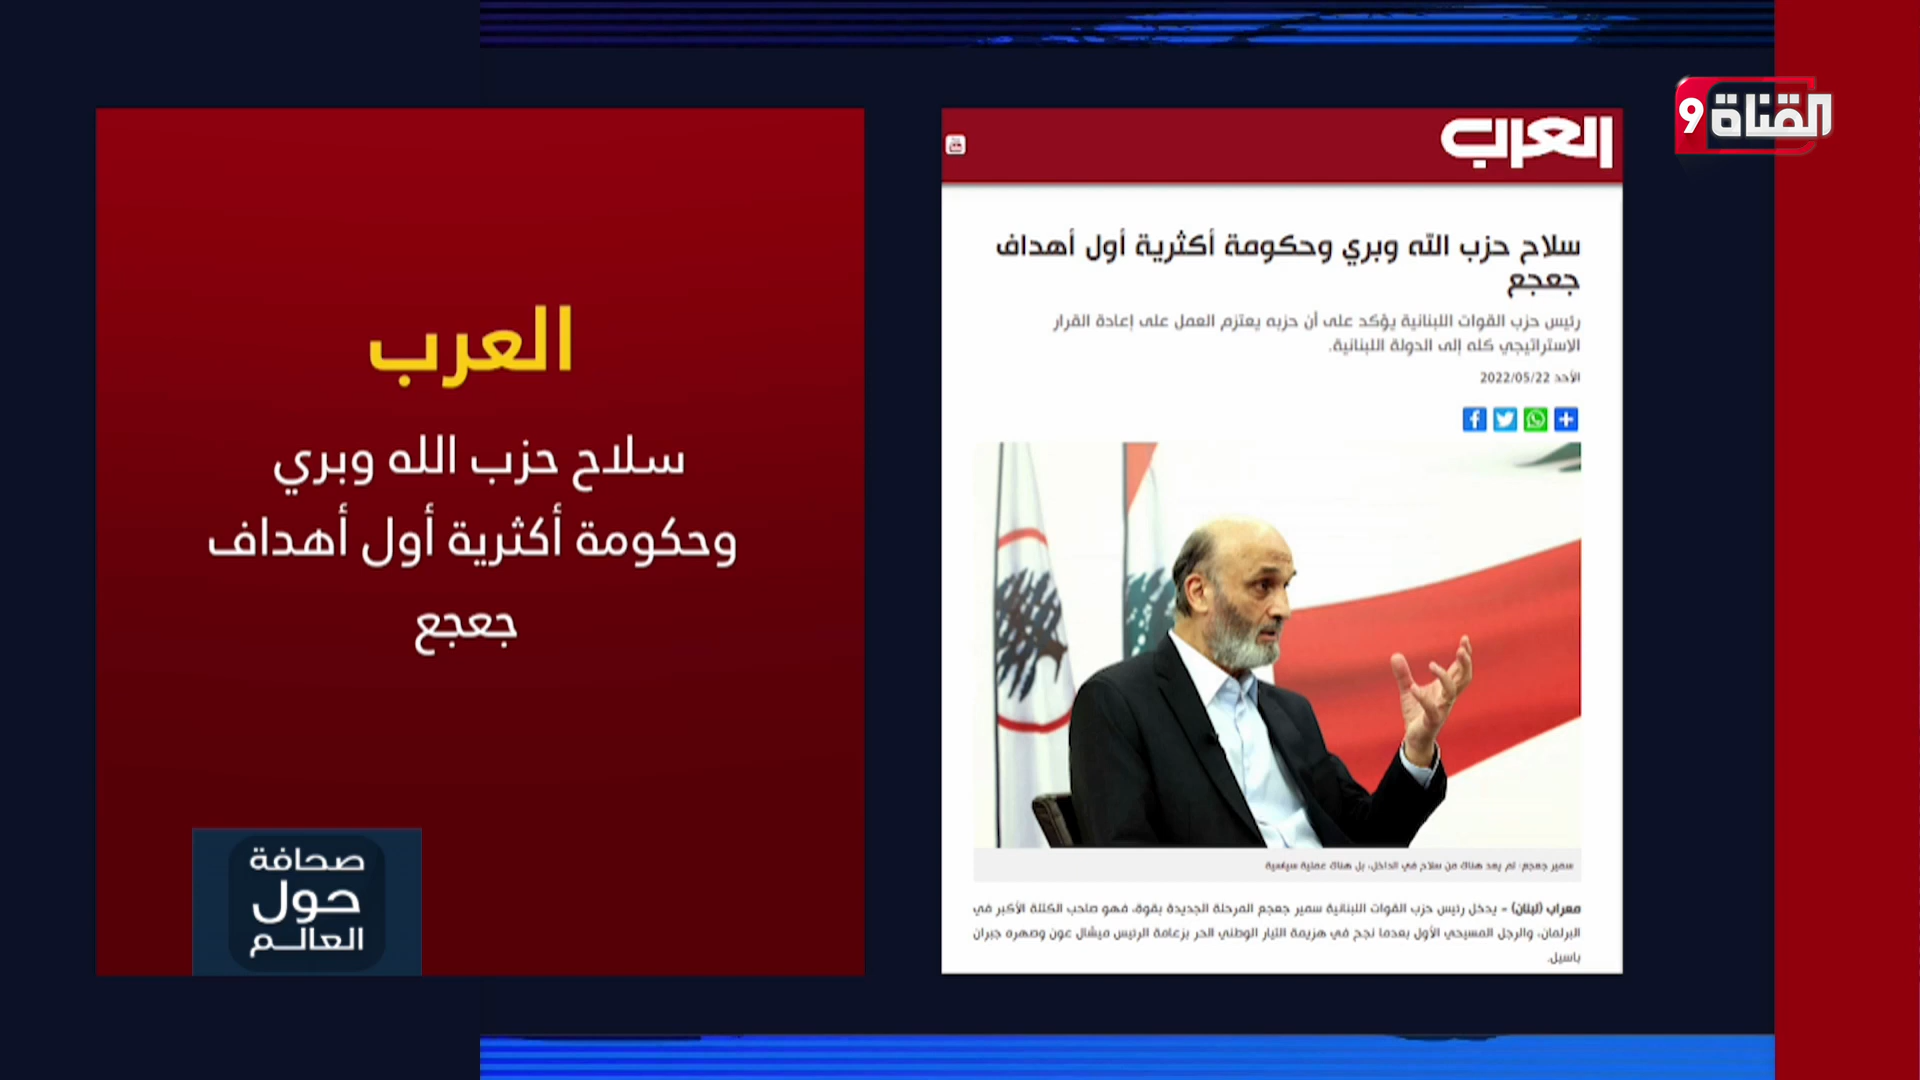 القناة 9
العرب
سلاح حزب الله وبري وحكومة أكثرية أول أهداف
جعجع
رئيس حزب القوات اللبنانية يؤكد على أن حزبه يعتزم العمل على إعادة القرار
الاستراتيجي كله إلى الدولة اللبنانية.
الأحد 2022/05/22
سمير جعجع: لم يعد هناك من سلاح في الداخل، بل هناك عملية سياسية
معراب (لبنان) - يدخل رئيس حزب القوات اللبنانية سمير جعجع المرحلة الجديدة بقوة، فهو صاحب الكتلة الأكبر في
البرلمان، والرجل المسيحي الأول بعدما نجح في هزيمة التيار الوطني الحر بزعامة الرئيس ميشال عون وصهره جبران
باسيل.
العرب
سلاح حزب الله وبري
وحكومة أكثرية أول أهداف
جعجع
صحافة
حول
العالم